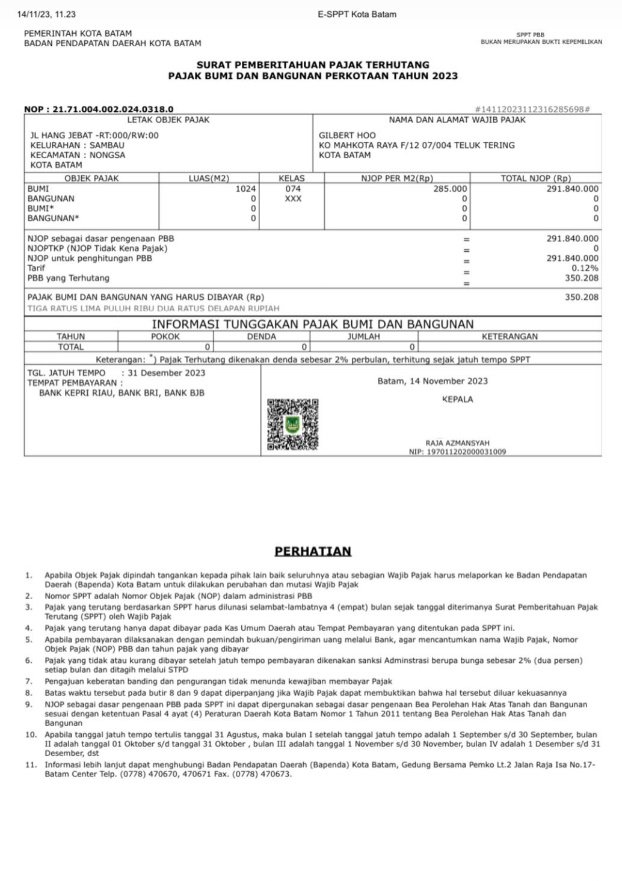 14/11/23, 11.23 E-SPPT Kota Batam
PEMERINTAH KOTA BATAM
BADAN PENDAPATAN DAERAH KOTA BATAM
SPPT PBB
BUKAN MERUPAKAN BUKTI KEPEMILIKAN
SURAT PEMBERITAHUAN PAJAK TERHUTANG
PAJAK BUMI DAN BANGUNAN PERKOTAAN TAHUN 2023
NOP : 21.71.004.002.024.0318.0 #14112023112316285698#
LETAK OBJEK PAJAK NAMA DAN ALAMAT WAJIB PAJAK
JL HANG JEBAT -RT:000/RW:00 GILBERT HOO
KELURAHAN : SAMBAU KO MAHKOTA RAYA F/12 07/004 TELUK TERING
KECAMATAN : NONGSA KOTA BATAM
KOTA BATAM
OBJEK PAJAK LUAS(M2) KELAS NJOP PER M2(Rp) TOTAL NJOP (Rp)
BUMI 1024 074 285.000 291.840.000
BANGUNAN 0 XXX 0 0
BUMI* 0 0 0
BANGUNAN* 0 0 0
NJOP sebagai dasar pengenaan PBB = 291.840.000
NJOPTKP (NJOP Tidak Kena Pajak) = 0
NJOP untuk penghitungan PBB = 291.840.000
Tarif = 0.12%
PBB yang Terhutang = 350.208
PAJAK BUMI DAN BANGUNAN YANG HARUS DIBAYAR (Rp) 350.208
TIGA RATUS LIMA PULUH RIBU DUA RATUS DELAPAN RUPIAH
INFORMASI TUNGGAKAN PAJAK BUMI DAN BANGUNAN
TAHUN POKOK DENDA JUMLAH KETERANGAN
TOTAL 0 0 0
Keterangan: *) Pajak Terhutang dikenakan denda sebesar 2% perbulan, terhitung sejak jatuh tempo SPPT
TGL. JATUH TEMPO : 31 Desember 2023
TEMPAT PEMBAYARAN :
BANK KEPRI RIAU, BANK BRI, BANK BJB
Batam, 14 November 2023
KEPALA
RAJA AZMANSYAH
NIP: 197011202000031009
PERHATIAN
1. Apabila Objek Pajak dipindah tangankan kepada pihak lain baik seluruhnya atau sebagian Wajib Pajak harus melaporkan ke Badan Pendapatan
Daerah (Bapenda) Kota Batam untuk dilakukan perubahan dan mutasi Wajib Pajak
2. Nomor SPPT adalah Nomor Objek Pajak (NOP) dalam administrasi PBB
3. Pajak yang terutang berdasarkan SPPT harus dilunasi selambat-lambatnya 4 (empat) bulan sejak tanggal diterimanya Surat Pemberitahuan Pajak
Terutang (SPPT) oleh Wajib Pajak
4. Pajak yang terutang hanya dapat dibayar pada Kas Umum Daerah atau Tempat Pembayaran yang ditentukan pada SPPT ini.
5. Apabila pembayaran dilaksanakan dengan pemindah bukuan/pengiriman uang melalui Bank, agar mencantumkan nama Wajib Pajak, Nomor
Objek Pajak (NOP) PBB dan tahun pajak yang dibayar
6. Pajak yang tidak atau kurang dibayar setelah jatuh tempo pembayaran dikenakan sanksi Adminstrasi berupa bunga sebesar 2% (dua persen)
setiap bulan dan ditagih melalui STPD
7. Pengajuan keberatan banding dan pengurangan tidak menunda kewajiban membayar Pajak
8. Batas waktu tersebut pada butir 8 dan 9 dapat diperpanjang jika Wajib Pajak dapat membuktikan bahwa hal tersebut diluar kekuasannya
9. NJOP sebagai dasar pengenaan PBB pada SPPT ini dapat dipergunakan sebagai dasar pengenaan Bea Perolehan Hak Atas Tanah dan Bangunan
sesuai dengan ketentuan Pasal 4 ayat (4) Peraturan Daerah Kota Batam Nomor 1 Tahun 2011 tentang Bea Perolehan Hak Atas Tanah dan
Bangunan
10. Apabila tanggal jatuh tempo tertulis tanggal 31 Agustus, maka bulan I setelah tanggal jatuh tempo adalah 1 September s/d 30 September, bulan
II adalah tanggal 01 Oktober s/d tanggal 31 Oktober , bulan III adalah tanggal 1 November s/d 30 November, bulan IV adalah 1 Desember s/d 31
Desember, dst
11. Informasi lebih lanjut dapat menghubungi Badan Pendapatan Daerah (Bapenda) Kota Batam, Gedung Bersama Pemko Lt.2 Jalan Raja Isa No.17-
Batam Center Telp. (0778) 470670, 470671 Fax. (0778) 470673.